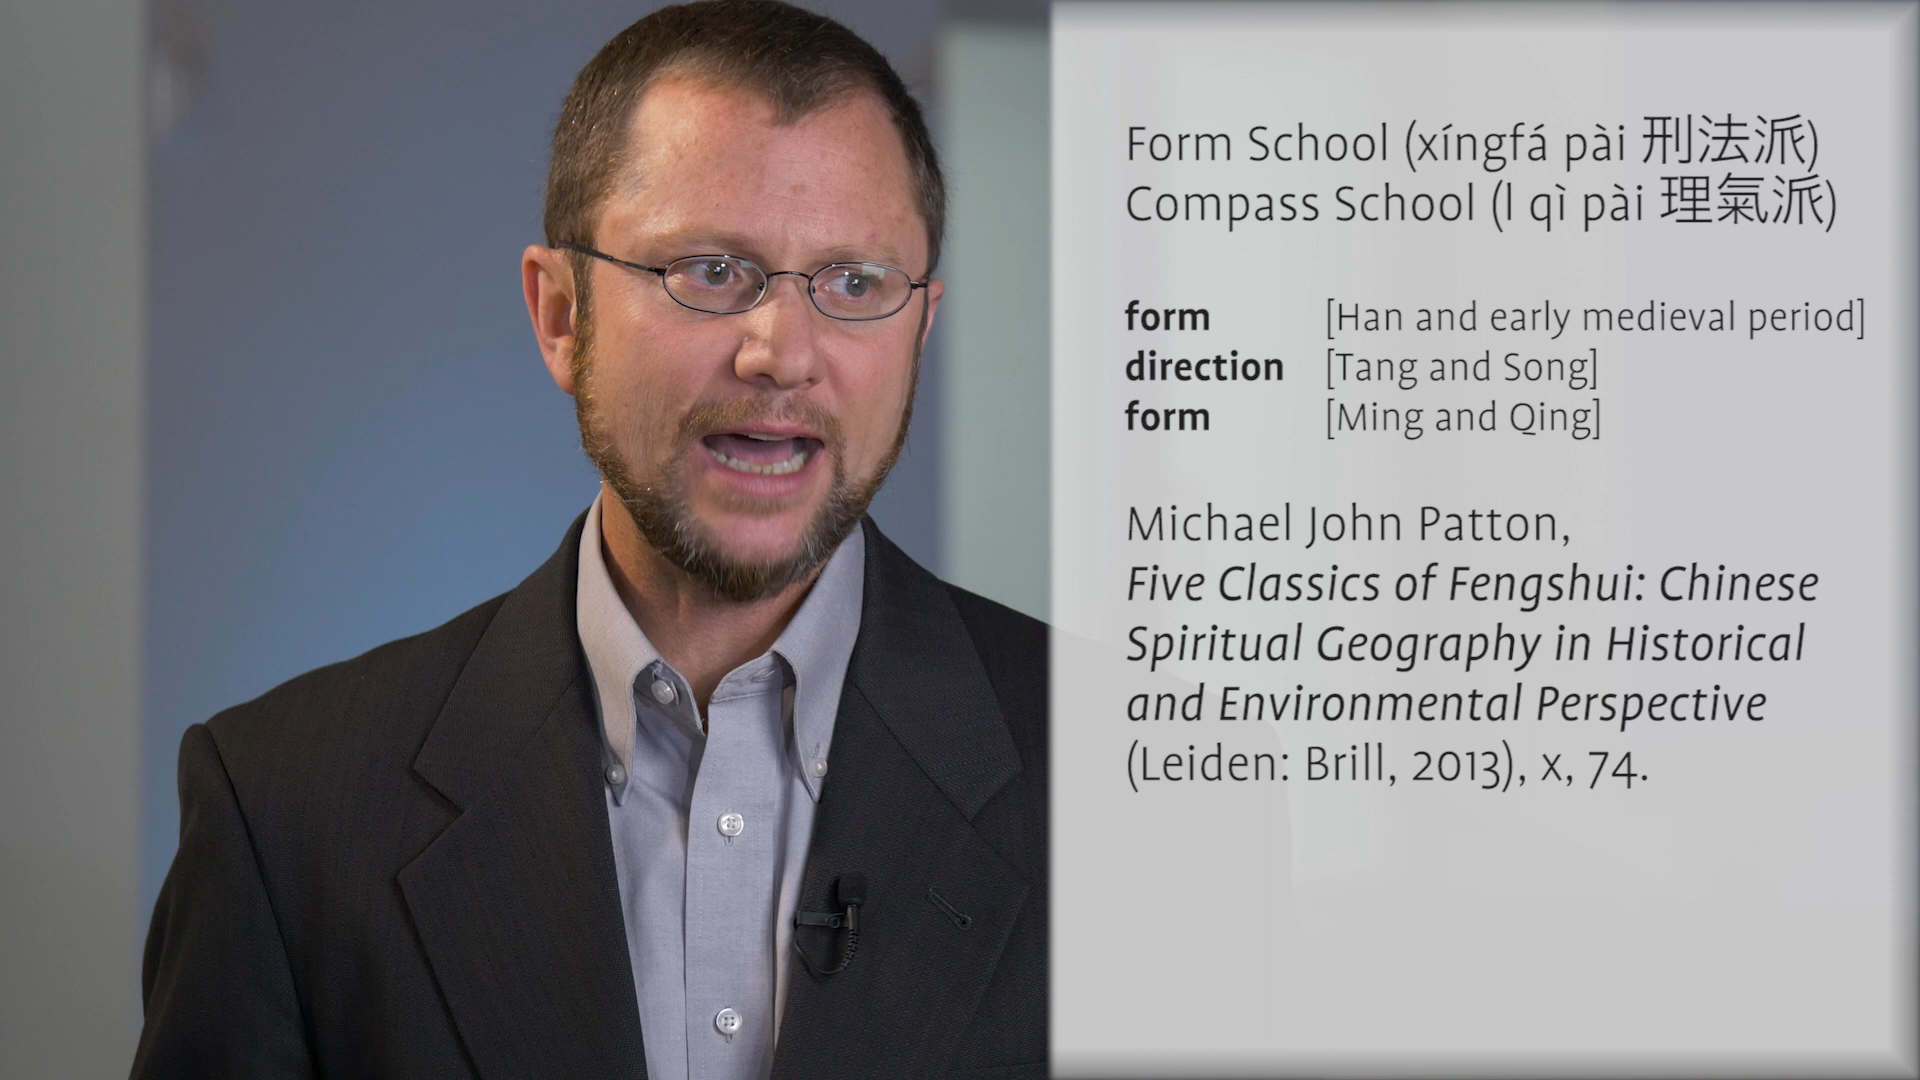 Form School (xíngfá pài 刑法派)
Compass School (l qì pài 理氣派)
form [Han and early medieval period]
direction [Tang and Song]
form [Ming and Qing]
Michael John Patton,
Five Classics of Fengshui: Chinese
Spiritual Geography in Historical
and Environmental Perspective
(Leiden: Brill, 2013), x, 74.